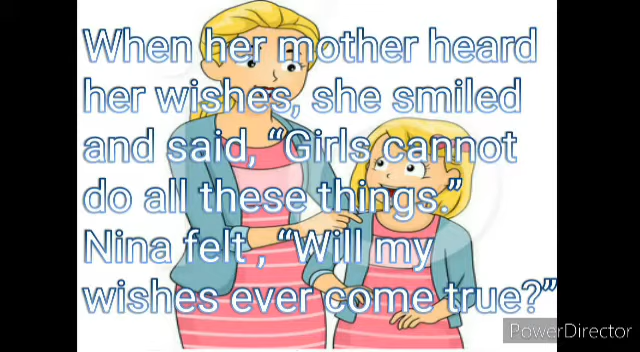 When her mother heard
her wishes, she smiled
and said, “Girls cannot
do all these things.”
Nina felt , “Will my
wishes ever come true?”
PowerDirector